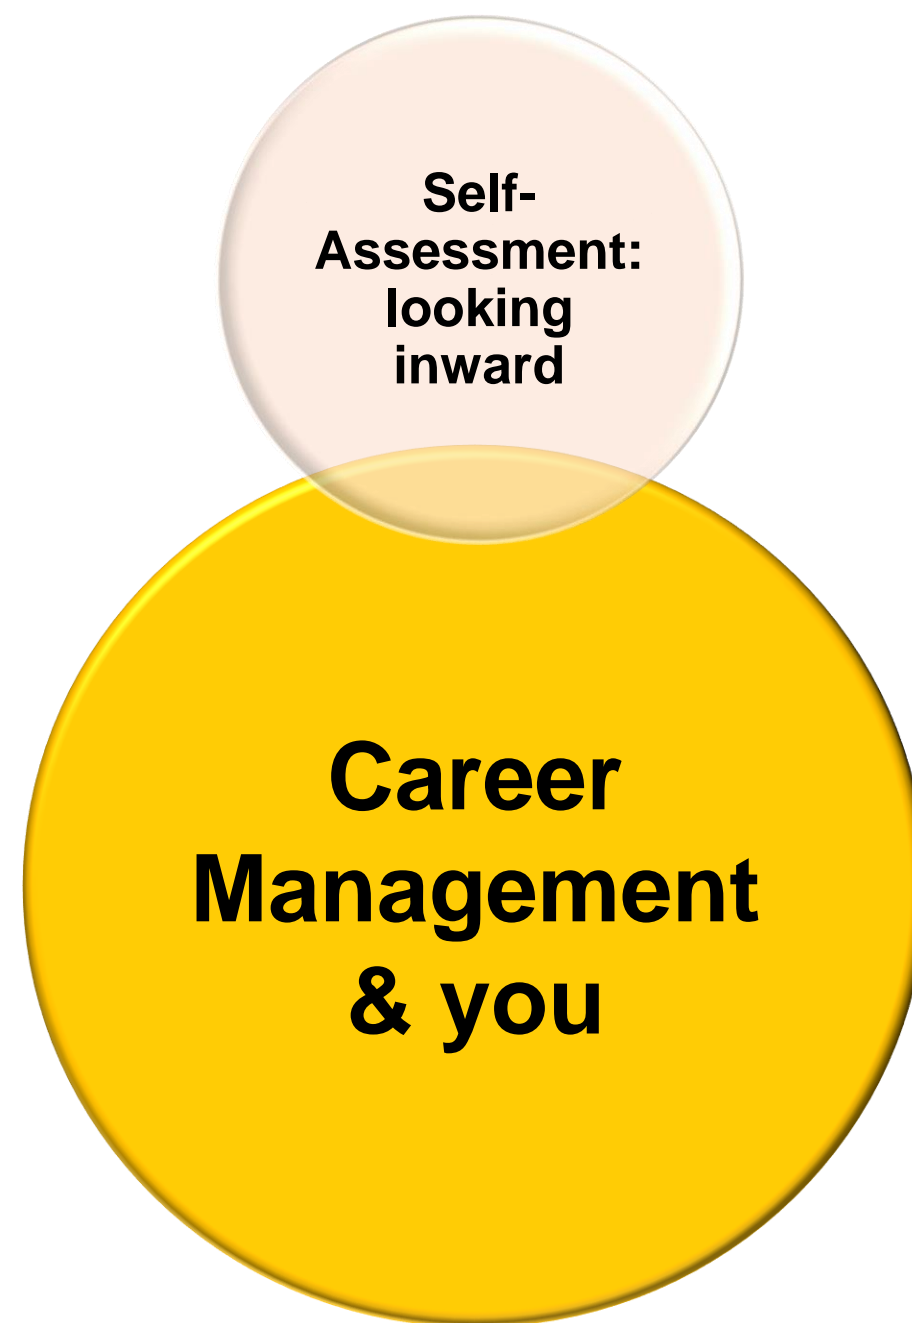 Self-
Assessment:
looking
inward
Career
Management
& you